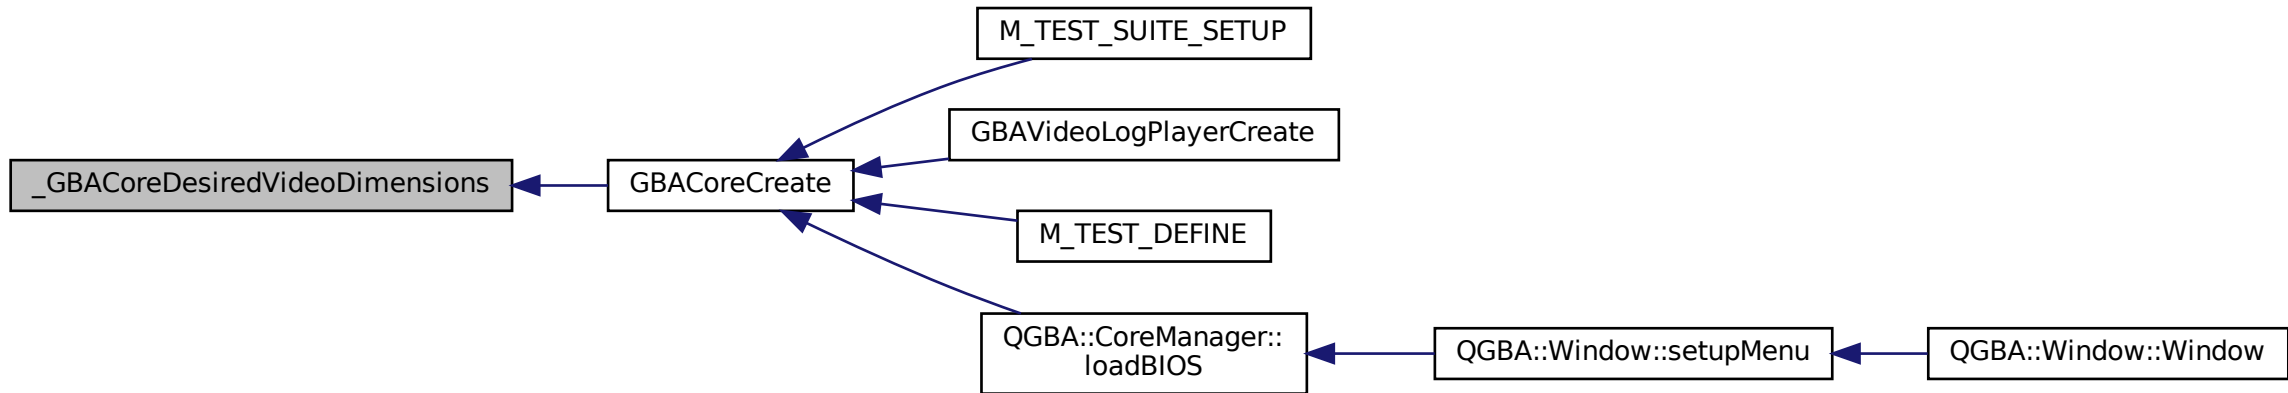 M_TEST_SUITE_SETUP
GBAVideoLogPlayerCreate
_GBACoreDesiredVideoDimensions
GBACoreCreate
M_TEST_DEFINE
QGBA::CoreManager::
loadBIOS
QGBA::Window::setupMenu
QGBA::Window::Window